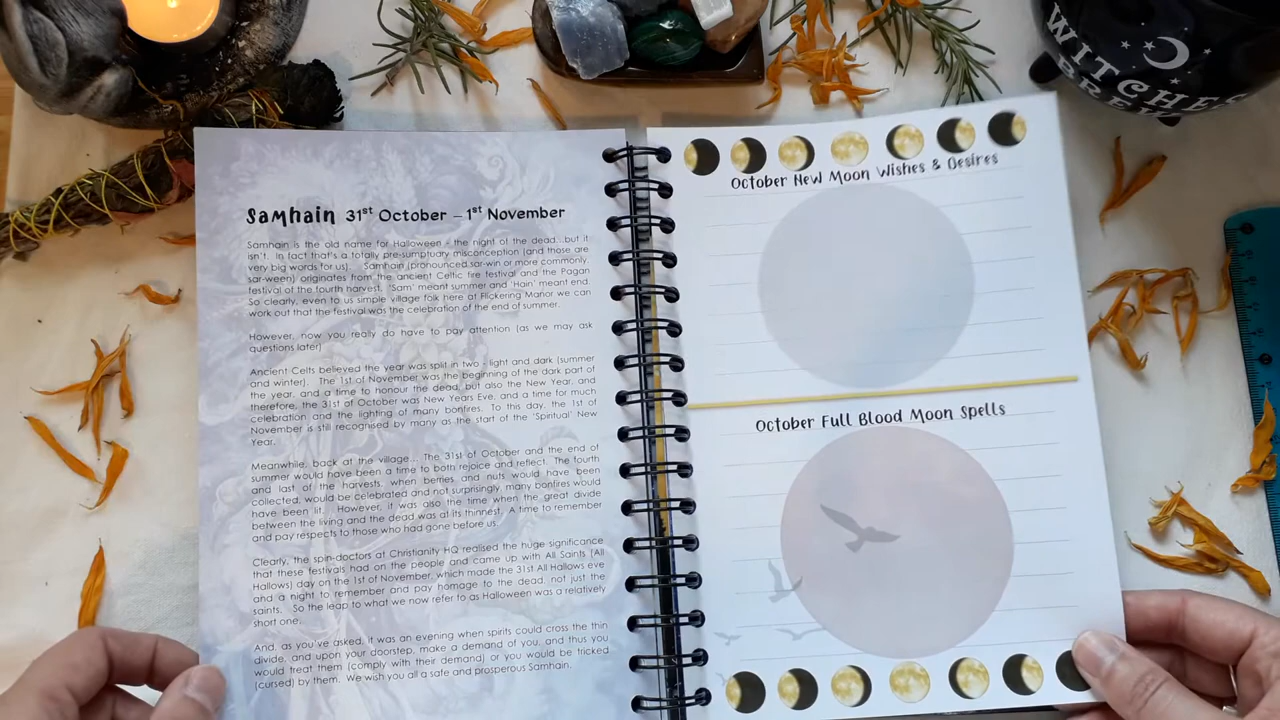 WITCHES
BREW
Samhain 31st October – 1st November
Samhain is the old name for Halloween - the night of the dead...but it
isn't. In fact that's a totally pre-sumptuary misconception (and those are
very big words for us). Samhain (pronounced sar-win or more commonly
sar-ween) originates from the ancient Celtic fire festival and the Pagan
festival of the fourth harvest. 'Sam' meant summer and 'Hain' meant end.
So clearly, even to us simple village folk here at Flickering Manor we can
work out that the festival was the celebration of the end of summer.
However, now you really do have to pay attention (as we may ask
questions later)
Ancient Celts believed the year was split in two - light and dark (summer
and winter). The 1st of November was the beginning of the dark part of
the year, and a time to honour the dead, but also the New Year, and
therefore, the 31st of October was New Years Eve, and a time for much
celebration and the lighting of many bonfires. To this day, the 1st of
November is still recognised by many as the start of the 'Spiritual' New
Year.
Meanwhile, back at the village... The 31st of October and the end of
summer would have been a time to both rejoice and reflect. The fourth
and last of the harvests, when berries and nuts would have been
collected, would be celebrated and not surprisingly, many bonfires would
have been lit. However, it was also the time when the great divide
between the living and the dead was at its thinnest. A time to remember
and pay respects to those who had gone before us.
Clearly, the spin-doctors at Christianity HQ realised the huge significance
that these festivals had on the people and came up with All Saints (All
Hallows) day on the 1st of November, which made the 31st All Hallows eve
and a night to remember and pay homage to the dead, not just the
saints. So the leap to what we now refer to as Halloween was a relatively
short one.
And, as you've asked, it was an evening when spirits could cross the thin
divide, and upon your doorstep, make a demand of you, and thus you
would treat them (comply with their demand) or you would be tricked
(cursed) by them. We wish you all a safe and prosperous Samhain.
October New Moon Wishes & Desires
October Full Blood Moon Spells